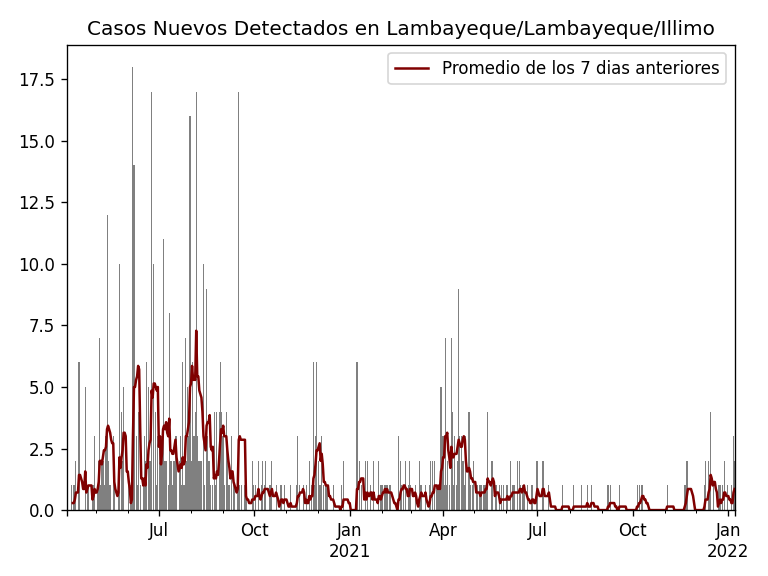 Casos Nuevos Detectados en Lambayeque/Lambayeque/Illimo
Promedio de los 7 dias anteriores
17.5
15.0
12.5
10.0
7.5
5.0
2.5
0.0
Jul
Oct
Jan
2021
Apr
Jul
Oct
Jan
2022